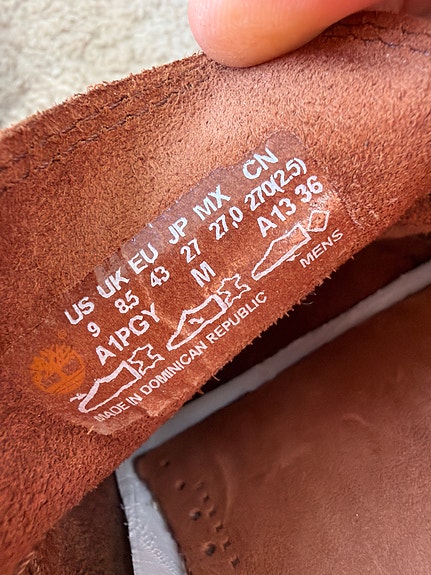 US UK EU JP MX CN
9 8.5 43 27 27,0 270(2.5)
A1PGY M A13 36
MADE IN DOMINICAN REPUBLIC MENS